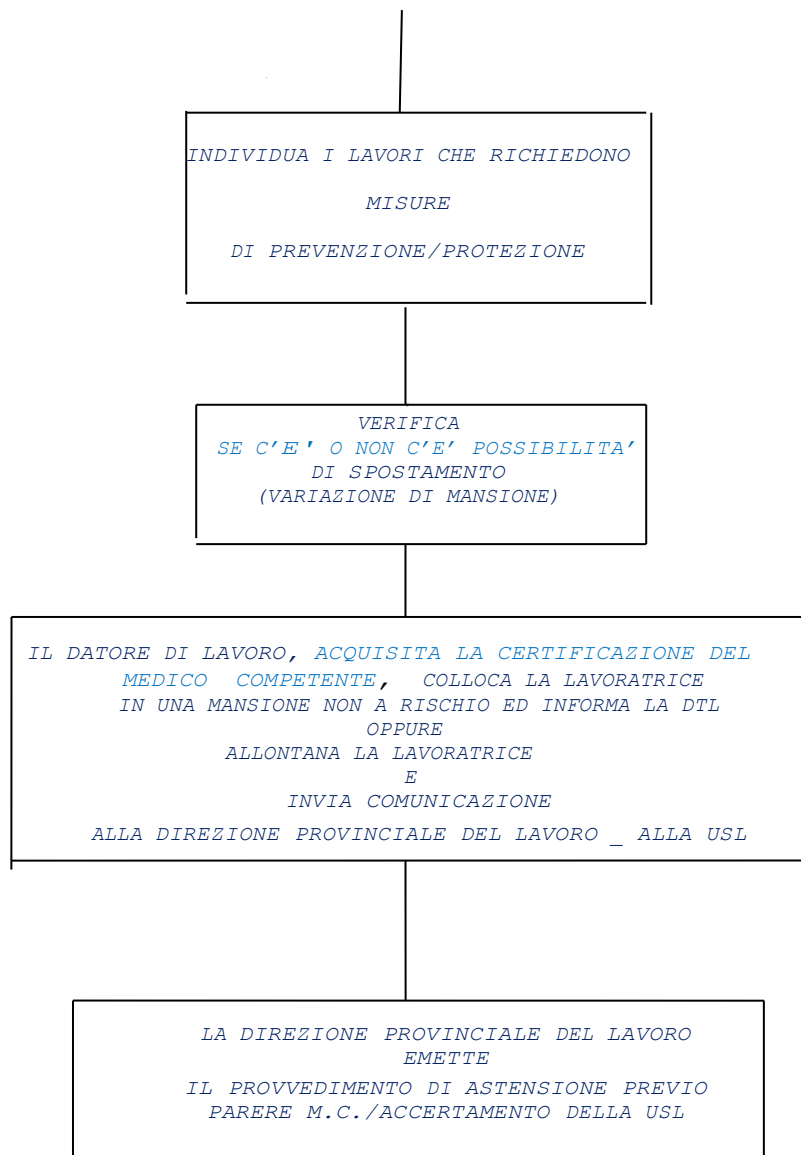 INDIVIDUA I LAVORI CHE RICHIEDONO
MISURE
DI PREVENZIONE/PROTEZIONE
VERIFICA
SE C’E' O NON C’E’ POSSIBILITA’
DI SPOSTAMENTO
(VARIAZIONE DI MANSIONE)
IL DATORE DI LAVORO, ACQUISITA LA CERTIFICAZIONE DEL
MEDICO COMPETENTE, COLLOCA LA LAVORATRICE
IN UNA MANSIONE NON A RISCHIO ED INFORMA LA DTL
OPPURE
ALLONTANA LA LAVORATRICE
E
INVIA COMUNICAZIONE
ALLA DIREZIONE PROVINCIALE DEL LAVORO _ ALLA USL
LA DIREZIONE PROVINCIALE DEL LAVORO
EMETTE
IL PROVVEDIMENTO DI ASTENSIONE PREVIO
PARERE M.C./ACCERTAMENTO DELLA USL